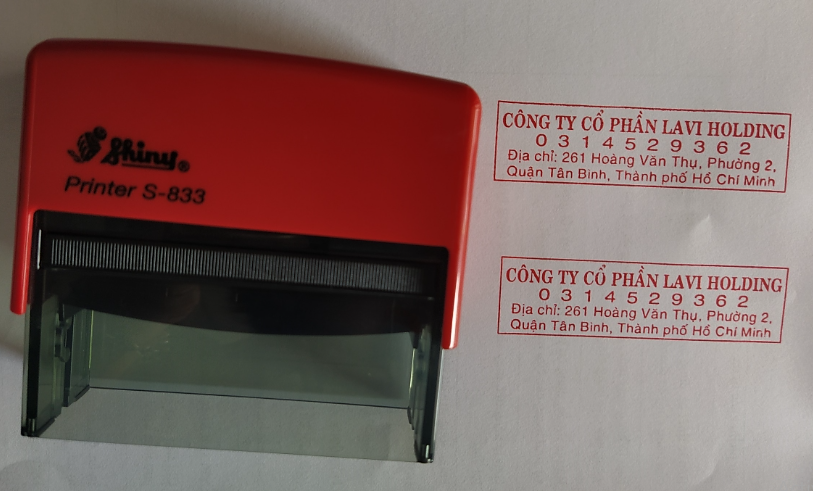 Shiny®
Printer S-833
CÔNG TY CỔ PHẦN LAVI HOLDING
0 3 1 4 5 2 9 3 6 2
Địa chỉ: 261 Hoàng Văn Thụ, Phường 2,
Quận Tân Bình, Thành phố Hồ Chí Minh
CÔNG TY CỔ PHẦN LAVI HOLDING
0 3 1 4 5 2 9 3 6 2
Địa chỉ: 261 Hoàng Văn Thụ, Phường 2,
Quận Tân Bình, Thành phố Hồ Chí Minh